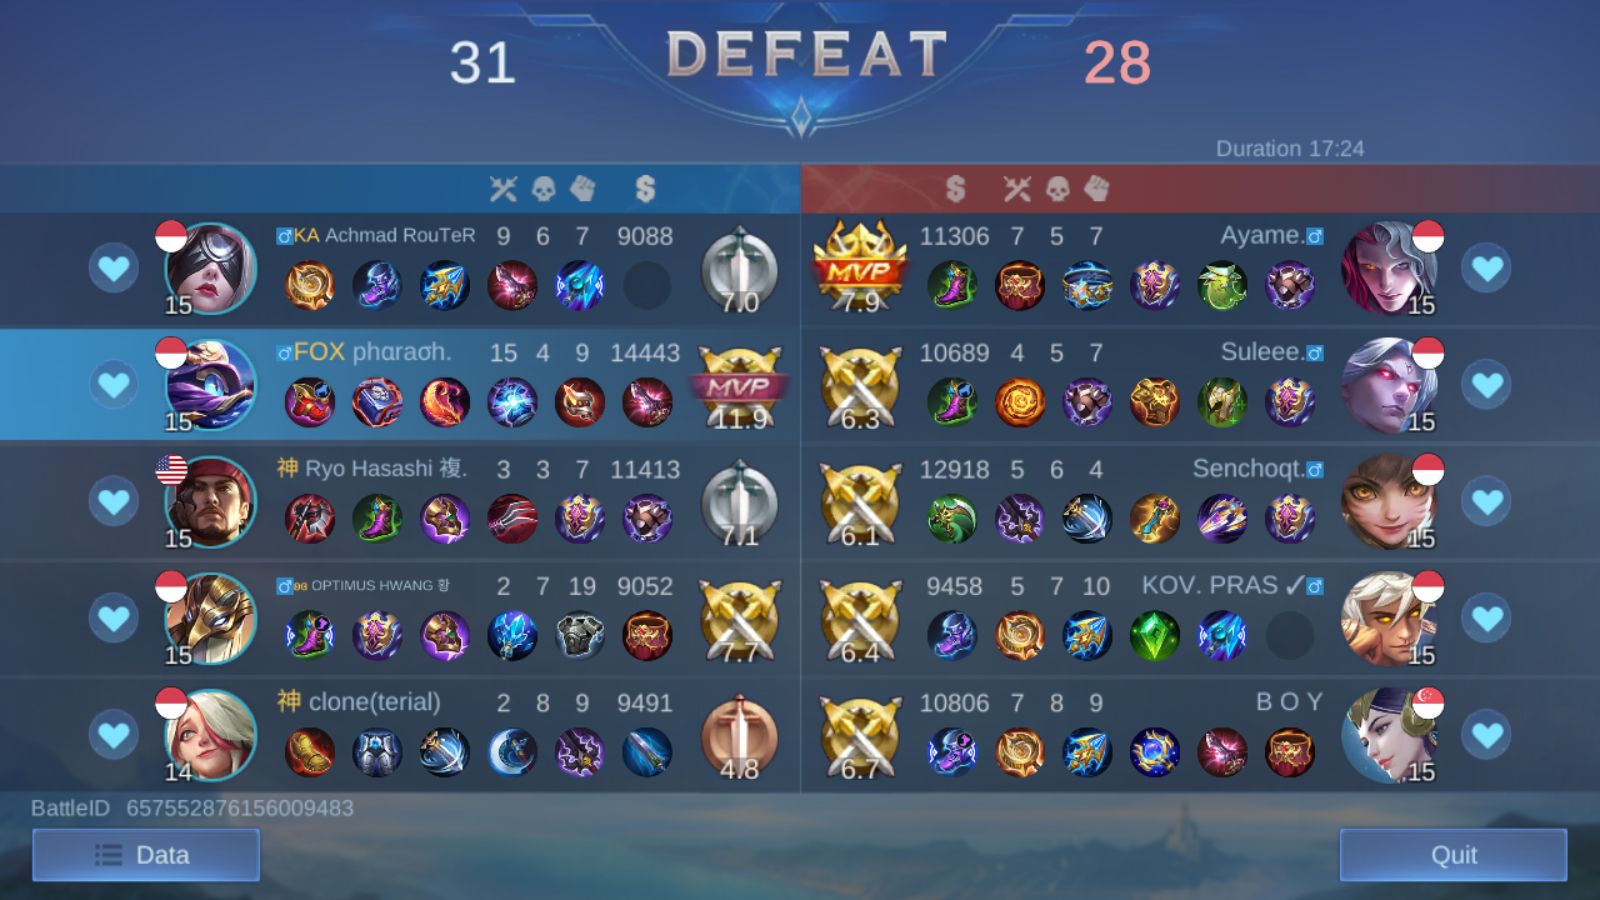 31 DEFEAT 28
Duration 17:24
KA Achmad RouTeR 9 6 7 9088
15 7.0
MVP 7.9 11306 7 5 7 Ayame. 15
FOX pharaoh. 15 4 9 14443
15 MVP 11.9
6.3 10689 4 5 7 Suleee. 15
神 Ryo Hasashi 複. 3 3 7 11413
15 7.1
6.1 12918 5 6 4 Senchoqt. 15
OPTIMUS HWANG 황 2 7 19 9052
15 7.7
6.4 9458 5 7 10 KOV. PRAS ✓ 15
神 clone(terial) 2 8 9 9491
14 4.8
6.7 10806 7 8 9 B O Y 15
BattleID 657552876156009483
Data
Quit